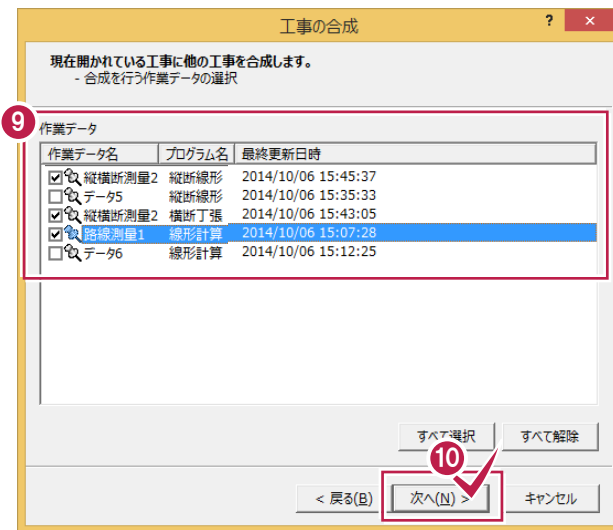 工事の合成
? ×
現在開かれている工事に他の工事を合成します。
- 合成を行う作業データの選択
9
作業データ
作業データ名 プログラム名 最終更新日時
縦横断測量2 縦断線形 2014/10/06 15:45:37
データ5 縦断線形 2014/10/06 15:35:33
縦横断測量2 横断丁張 2014/10/06 15:43:05
路線測量1 線形計算 2014/10/06 15:07:28
データ6 線形計算 2014/10/06 15:12:25
すべて選択 すべて解除
10
< 戻る(B) 次へ(N) > キャンセル